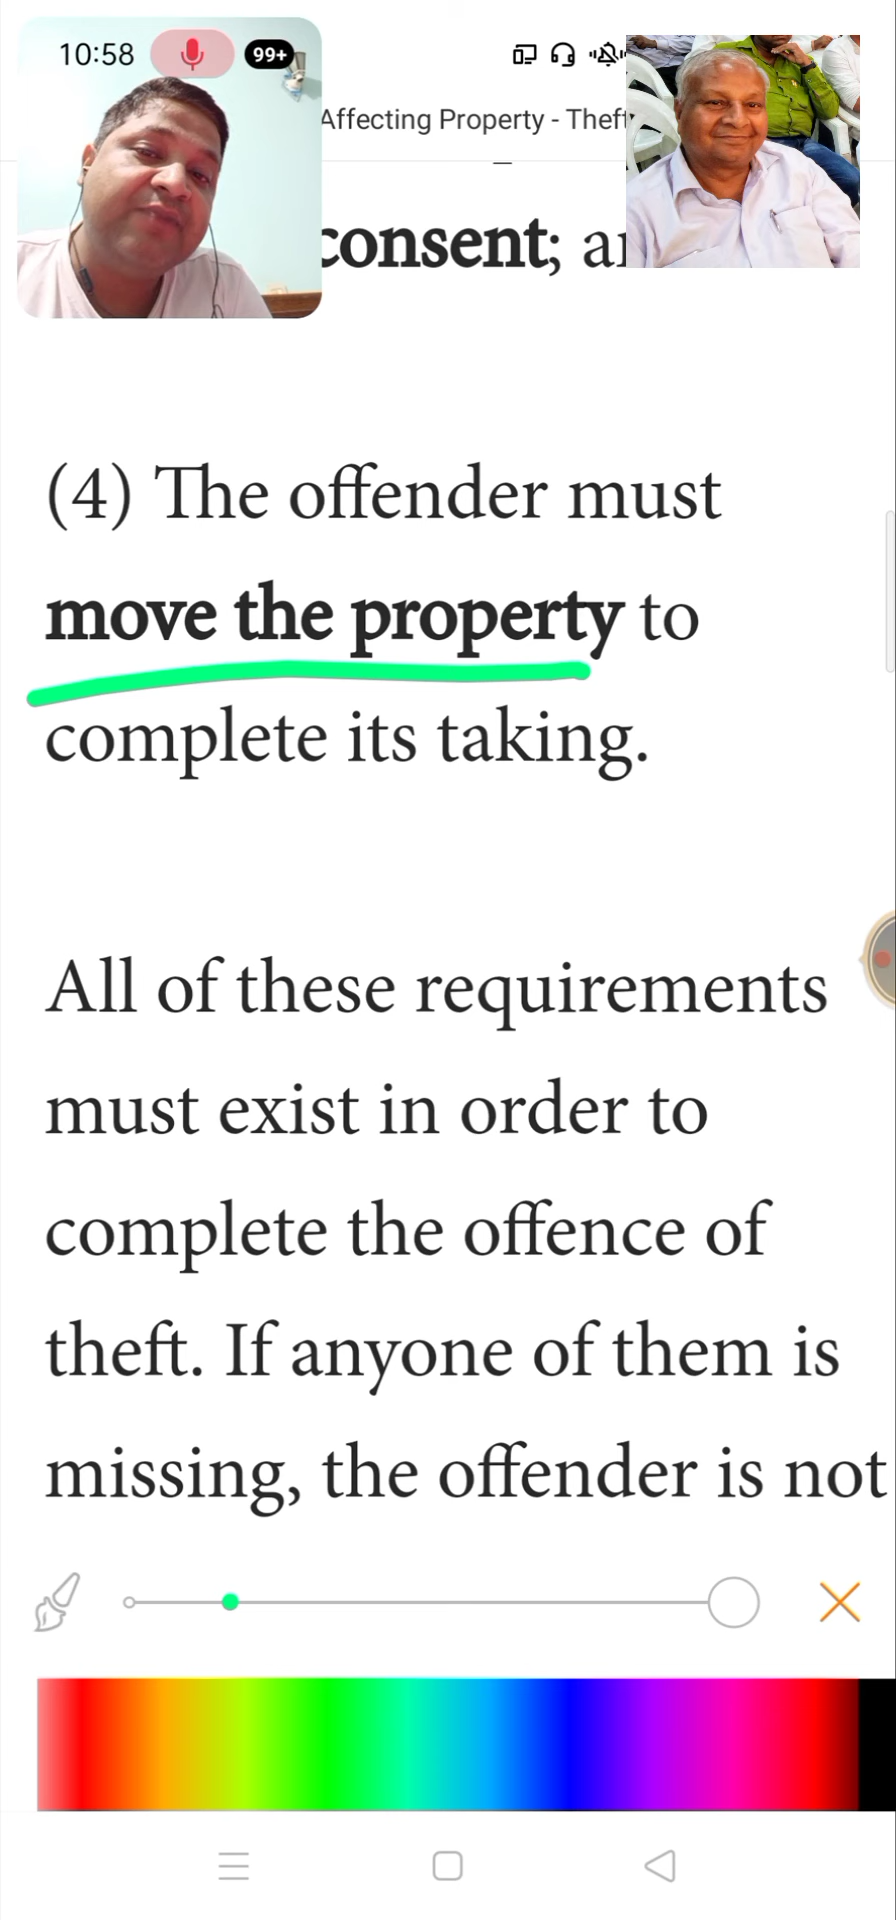 10:58 99+
Affecting Property - Theft
consent;
(4) The offender must
move the property to
complete its taking.
All of these requirements
must exist in order to
complete the offence of
theft. If anyone of them is
missing, the offender is not